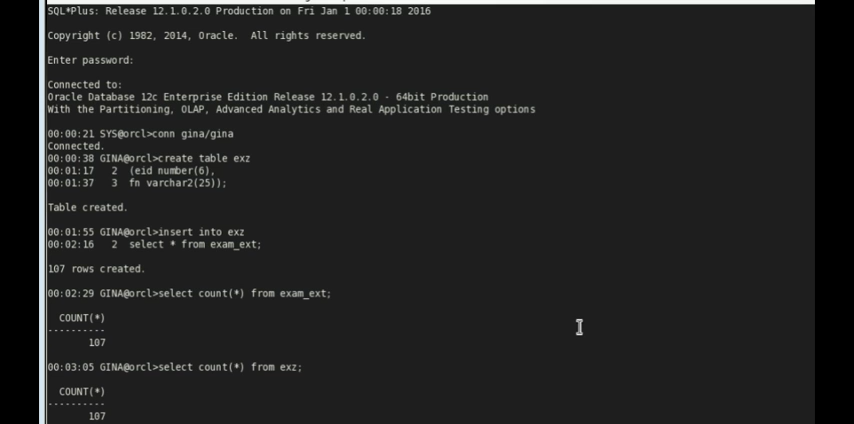 SQL*Plus: Release 12.1.0.2.0 Production on Fri Jan 1 00:00:18 2016
Copyright (c) 1982, 2014, Oracle.  All rights reserved.
Enter password:
Connected to:
Oracle Database 12c Enterprise Edition Release 12.1.0.2.0 - 64bit Production
With the Partitioning, OLAP, Advanced Analytics and Real Application Testing options
00:00:21 SYS@orcl>conn gina/gina
Connected.
00:00:38 GINA@orcl>create table exz
00:01:17   2  (eid number(6),
00:01:37   3  fn varchar2(25));
Table created.
00:01:55 GINA@orcl>insert into exz
00:02:16   2  select * from exam_ext;
107 rows created.
00:02:29 GINA@orcl>select count(*) from exam_ext;
COUNT(*)
----------
107
00:03:05 GINA@orcl>select count(*) from exz;
COUNT(*)
----------
107